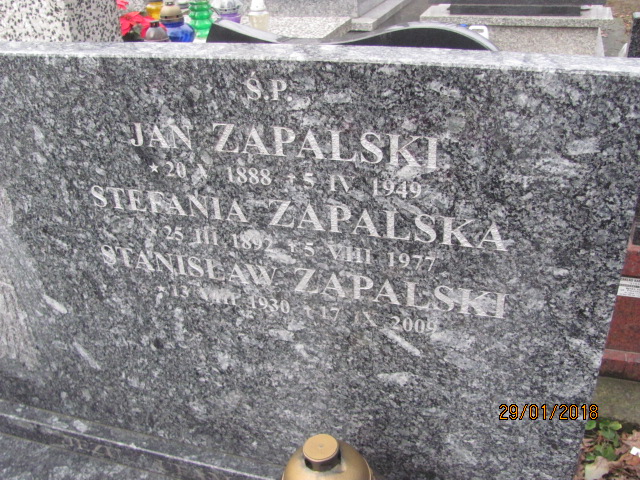 Ś.P.
JAN ZAPALSKI
*20 V 1888 +5 IV 1949
STEFANIA ZAPALSKA
*25 III 1892 +5 VIII 1977
STANISŁAW ZAPALSKI
*13 VIII 1930 +17 IX 2009
29/01/2018